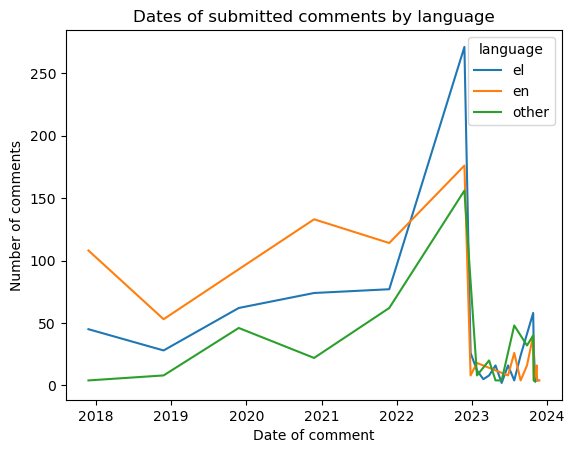 Dates of submitted comments by language
language
el
en
other
Number of comments
250
200
150
100
50
0
2018
2019
2020
2021
2022
2023
2024
Date of comment